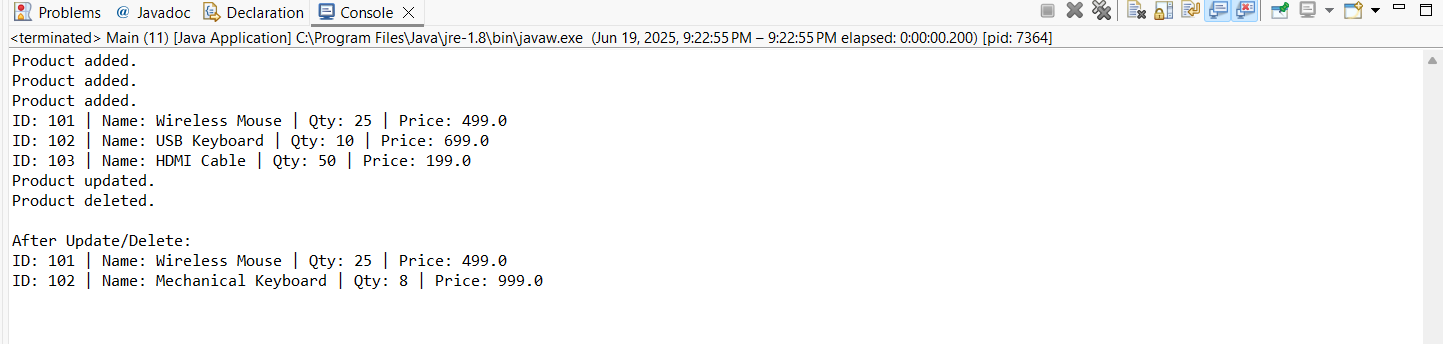 Problems @ Javadoc Declaration Console
<terminated> Main (11) [Java Application] C:\Program Files\Java\jre-1.8\bin\javaw.exe (Jun 19, 2025, 9:22:55 PM – 9:22:55 PM elapsed: 0:00:00.200) [pid: 7364]
Product added.
Product added.
Product added.
ID: 101 | Name: Wireless Mouse | Qty: 25 | Price: 499.0
ID: 102 | Name: USB Keyboard | Qty: 10 | Price: 699.0
ID: 103 | Name: HDMI Cable | Qty: 50 | Price: 199.0
Product updated.
Product deleted.
After Update/Delete:
ID: 101 | Name: Wireless Mouse | Qty: 25 | Price: 499.0
ID: 102 | Name: Mechanical Keyboard | Qty: 8 | Price: 999.0